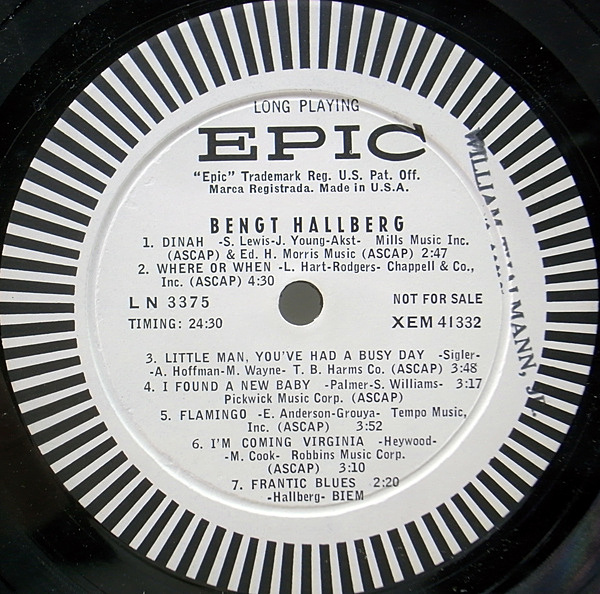 LONG PLAYING
EPIC
"Epic" Trademark Reg. U.S. Pat. Off.
Marca Registrada. Made in U.S.A.
BENGT HALLBERG
1. DINAH -S. Lewis-J. Young-Akst- Mills Music Inc.
(ASCAP) & Ed. H. Morris Music (ASCAP) 2:47
2. WHERE OR WHEN -L. Hart-Rodgers- Chappell & Co.,
Inc. (ASCAP) 4:30
LN 3375 NOT FOR SALE
TIMING: 24:30 XEM 41332
3. LITTLE MAN, YOU'VE HAD A BUSY DAY -Sigler-
-A. Hoffman-M. Wayne- T. B. Harms Co. (ASCAP) 3:48
4. I FOUND A NEW BABY -Palmer-S. Williams- 3:17
Pickwick Music Corp. (ASCAP)
5. FLAMINGO -E. Anderson-Grouya- Tempo Music,
Inc. (ASCAP) 3:52
6. I'M COMING VIRGINIA -Heywood-
-M. Cook- Robbins Music Corp.
(ASCAP) 3:10
7. FRANTIC BLUES 2:20
-Hallberg- BIEM
WILLIAM